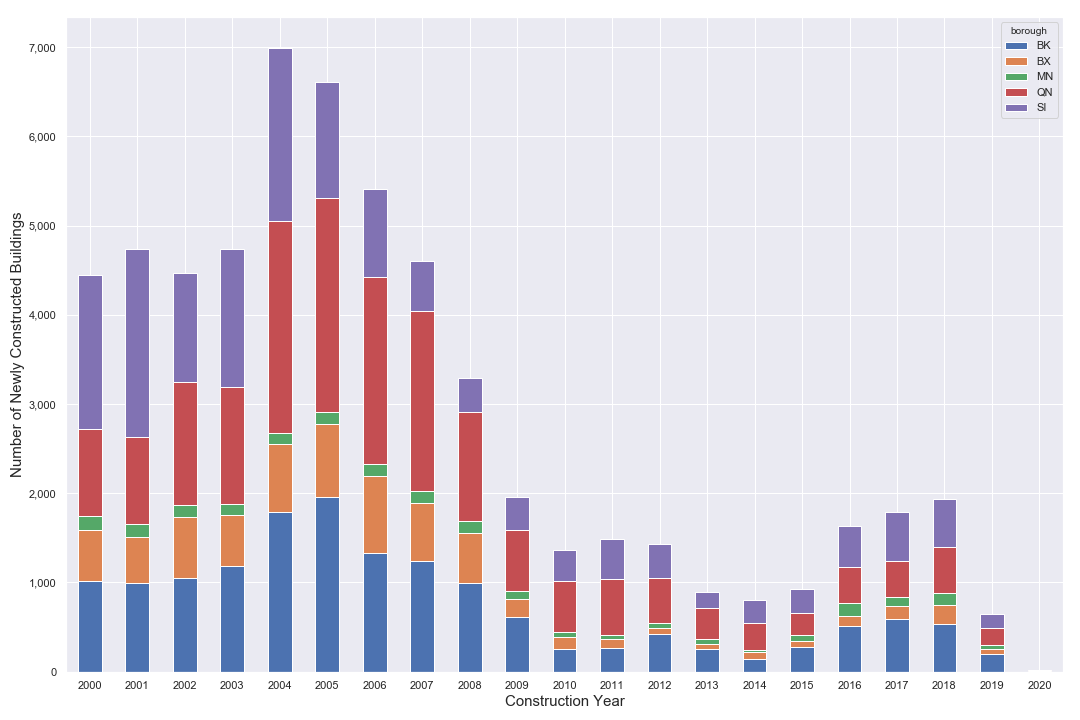 borough
BK
BX
MN
QN
SI
7,000
6,000
5,000
4,000
3,000
2,000
1,000
0
Number of Newly Constructed Buildings
2000 2001 2002 2003 2004 2005 2006 2007 2008 2009 2010 2011 2012 2013 2014 2015 2016 2017 2018 2019 2020
Construction Year